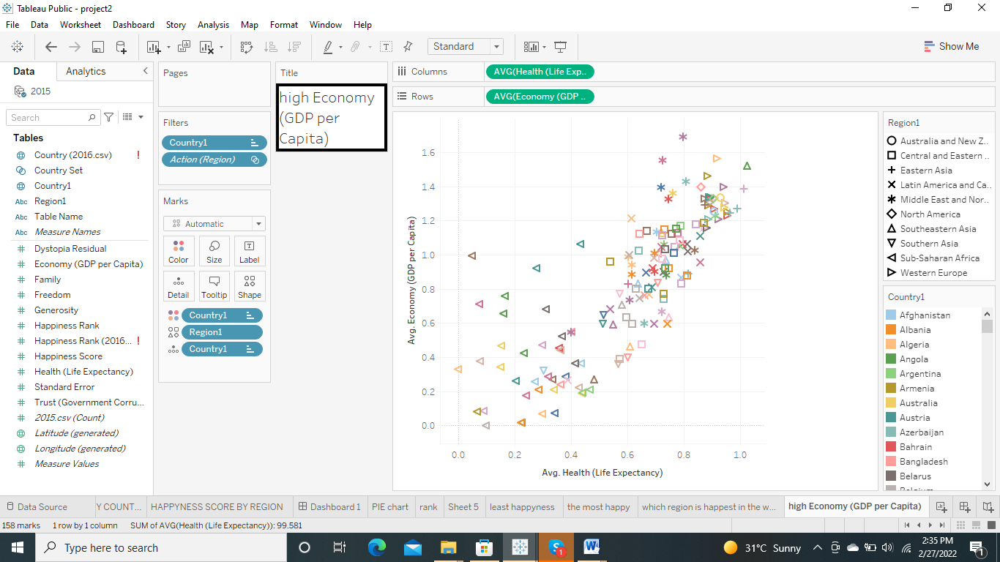 Tableau Public - project2
File Data Worksheet Dashboard Story Analysis Map Format Window Help
Standard
Show Me
Data Analytics
2015
Search
Tables
Country (2016.csv) !
Country Set
Country1
Abc Region1
Abc Table Name
Abc Measure Names
Dystopia Residual
Economy (GDP per Capita)
Family
Freedom
Generosity
Happiness Rank
Happiness Rank (2016... !
Happiness Score
Health (Life Expectancy)
Standard Error
Trust (Government Corru...
2015.csv (Count)
Latitude (generated)
Longitude (generated)
Measure Values
Pages
Filters
Country1
Action (Region)
Marks
Automatic
Color Size Label
Detail Tooltip Shape
Country1
Region1
Country1
Title
high Economy
(GDP per
Capita)
Columns AVG(Health (Life Exp..
Rows AVG(Economy (GDP ..
Avg. Economy (GDP per Capita)
1.6
1.4
1.2
1.0
0.8
0.6
0.4
0.2
0.0
0.0 0.2 0.4 0.6 0.8 1.0
Avg. Health (Life Expectancy)
Region1
Australia and New Z..
Central and Eastern ..
Eastern Asia
Latin America and Ca..
Middle East and Nor..
North America
Southeastern Asia
Southern Asia
Sub-Saharan Africa
Western Europe
Country1
Afghanistan
Albania
Algeria
Angola
Argentina
Armenia
Australia
Austria
Azerbaijan
Bahrain
Bangladesh
Belarus
Belgium
Data Source Y COUNT... HAPPYNESS SCORE BY REGION Dashboard 1 PIE chart rank Sheet 5 least happyness the most happy which region is happest in the w... high Economy (GDP per Capita)
158 marks 1 row by 1 column SUM of AVG(Health (Life Expectancy)): 99.581
Type here to search
S 1
W
31°C Sunny
2:35 PM
2/27/2022
1